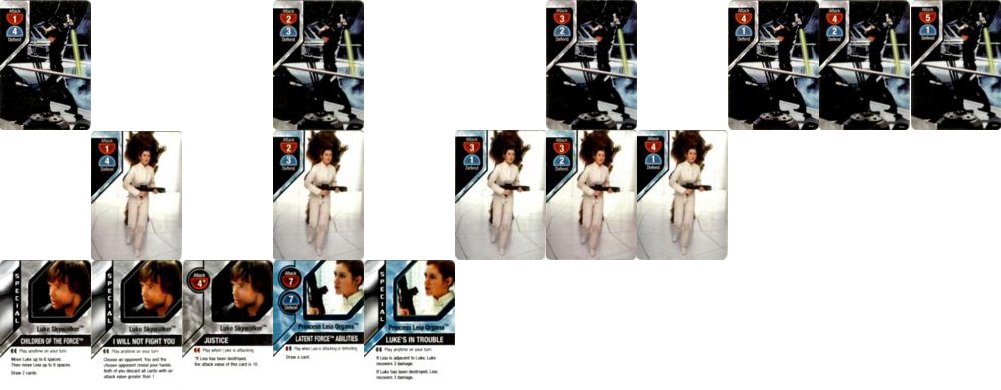 Attack
1
4
Defend
Attack
2
3
Defend
Attack
3
2
Defend
Attack
4
1
Defend
Attack
4
2
Defend
Attack
5
1
Defend
Attack
1
4
Defend
Attack
2
3
Defend
Attack
3
1
Defend
Attack
3
2
Defend
Attack
4
1
Defend
SPECIAL
Luke Skywalker™
CHILDREN OF THE FORCE™
Play anytime on your turn
Move Luke up to 6 spaces.
Then move Leia up to 6 spaces.
Draw 2 cards.
SPECIAL
Luke Skywalker™
I WILL NOT FIGHT YOU
Play anytime on your turn
Choose an opponent. You and the
chosen opponent reveal your hands.
Both of you discard all cards with an
attack value greater than 1.
Attack
4*
Luke Skywalker™
JUSTICE
Play when Luke is attacking
*If Leia has been destroyed,
the attack value of this card is 10.
Attack
7
7
Defend
Princess Leia Organa™
LATENT FORCE™ ABILITIES
Play when Leia is attacking or defending
Draw a card.
SPECIAL
Princess Leia Organa™
LUKE'S IN TROUBLE
Play anytime on your turn
If Leia is adjacent to Luke, Luke
recovers 3 damage.
If Luke has been destroyed, Leia
recovers 3 damage.